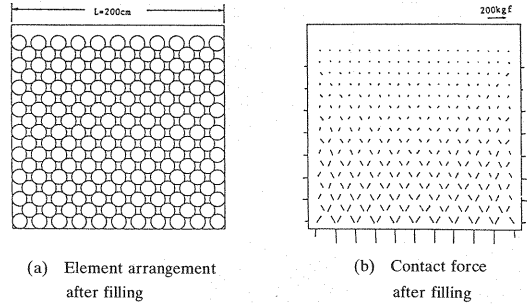 L=200cm
200kgf
(a) Element arrangement
after filling
(b) Contact force
after filling